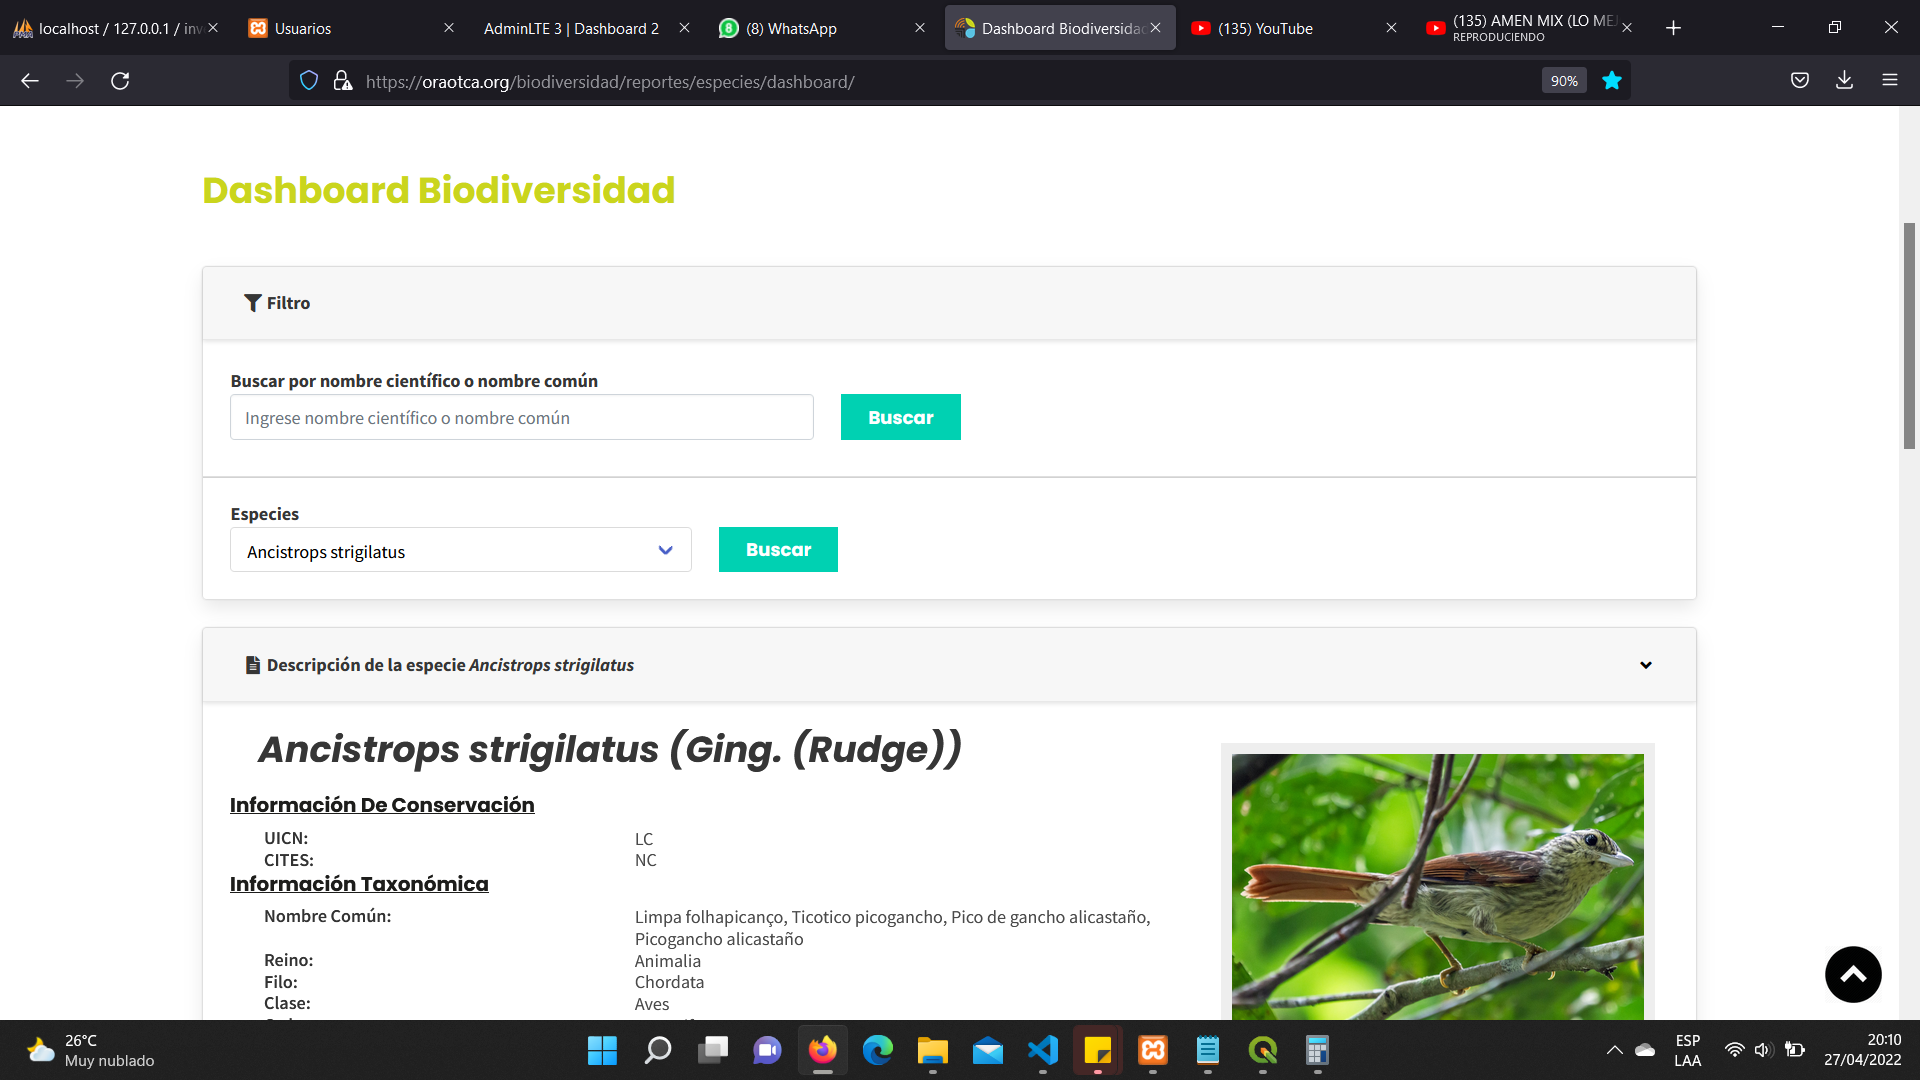 localhost / 127.0.0.1 / inv
Usuarios
AdminLTE 3 | Dashboard 2
(8) WhatsApp
Dashboard Biodiversidad
(135) YouTube
(135) AMEN MIX (LO MEJ
REPRODUCIENDO
https://oraotca.org/biodiversidad/reportes/especies/dashboard/
90%
Dashboard Biodiversidad
Filtro
Buscar por nombre científico o nombre común
Ingrese nombre científico o nombre común
Buscar
Especies
Ancistrops strigilatus
Buscar
Descripción de la especie Ancistrops strigilatus
Ancistrops strigilatus (Ging. (Rudge))
Información De Conservación
UICN: LC
CITES: NC
Información Taxonómica
Nombre Común: Limpa folhapicanço, Ticotico picogancho, Pico de gancho alicastaño,
Picogancho alicastaño
Reino: Animalia
Filo: Chordata
Clase: Aves
26°C
Muy nublado
ESP
LAA
20:10
27/04/2022